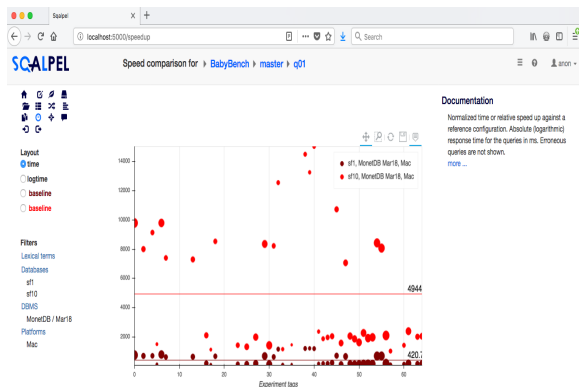 Sqalpel
localhost:5000/speedup
Search
SQALPEL
Speed comparison for BabyBench master q01
anon
Documentation
Normalized time or relative speed up against a
reference configuration. Absolute (logarithmic)
response time for the queries in ms. Erroneous
queries are not shown.
more ...
Layout
time
logtime
baseline
baseline
Filters
Lexical terms
Databases
sf1
sf10
DBMS
MonetDB / Mar18
Platforms
Mac
sf1, MonetDB Mar18, Mac
sf10, MonetDB Mar18, Mac
14000
12000
10000
8000
6000
4000
2000
4944
420.7
0
10
20
30
40
50
60
Experiment tags